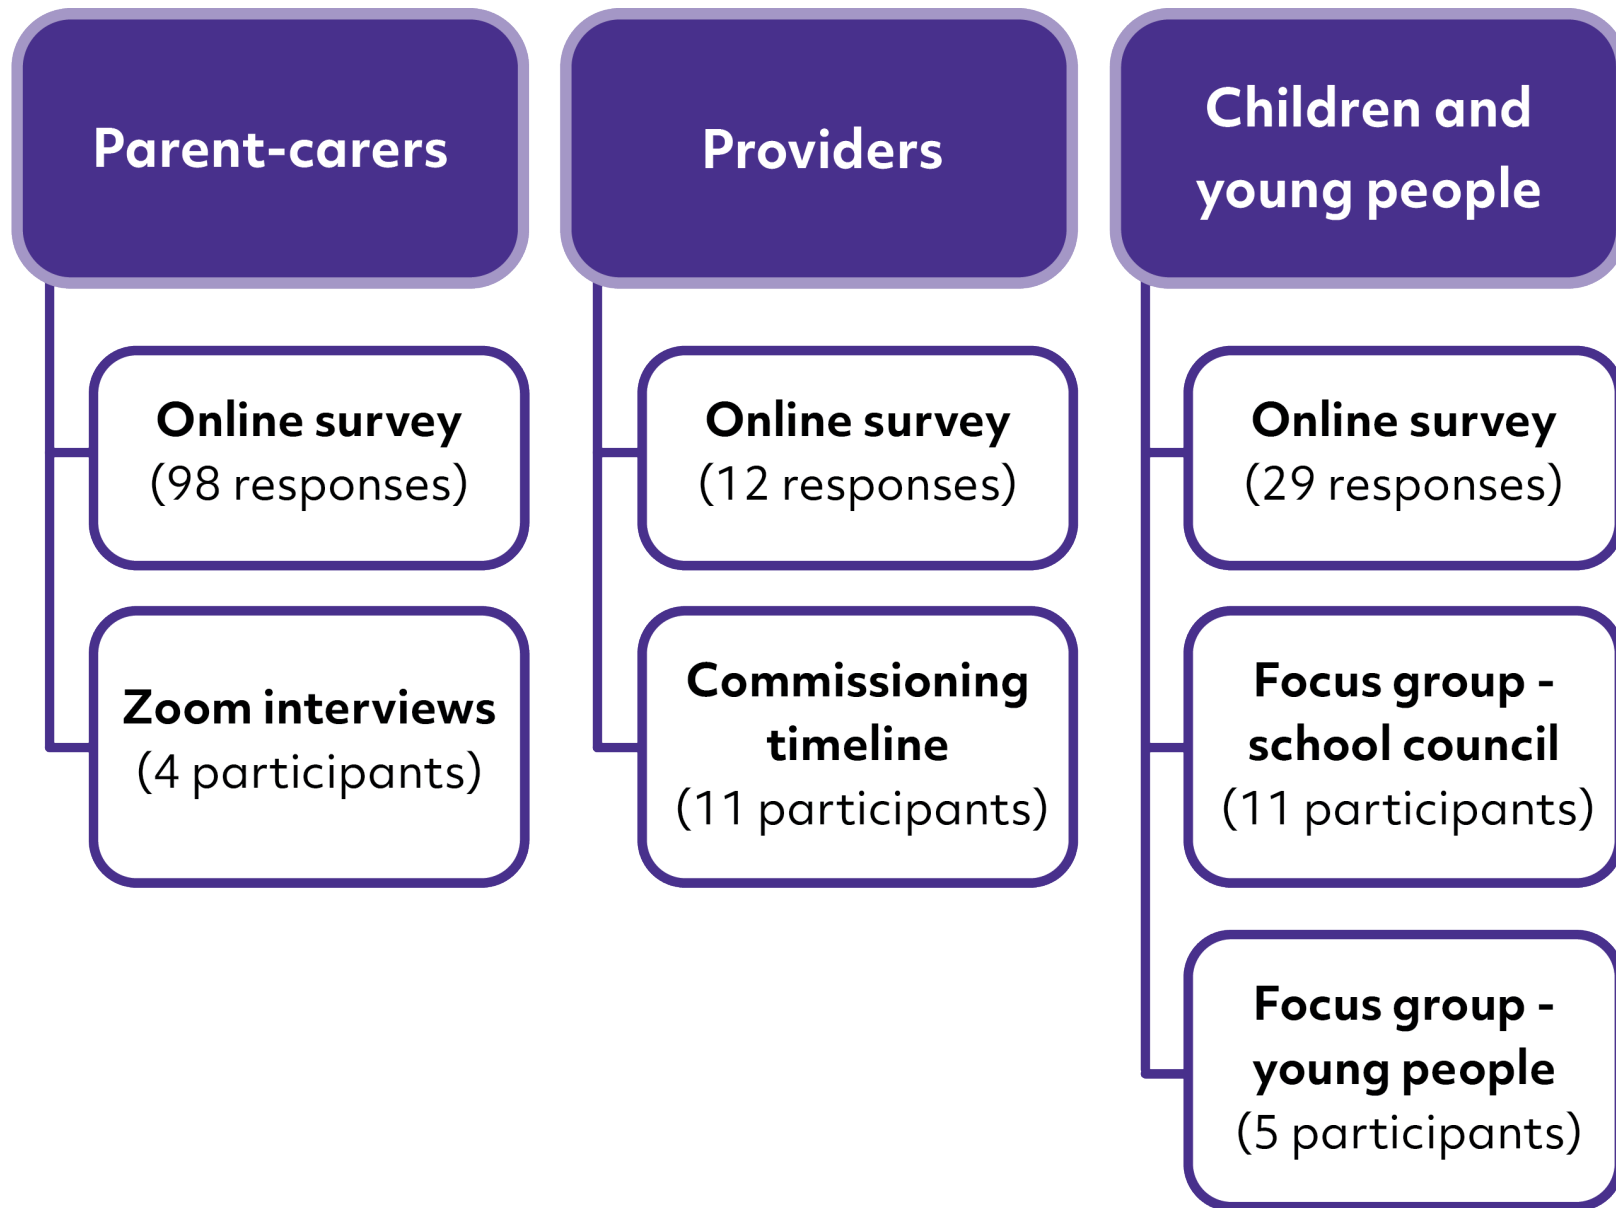 Parent-carers
Online survey
(98 responses)
Zoom interviews
(4 participants)
Providers
Online survey
(12 responses)
Commissioning
timeline
(11 participants)
Children and
young people
Online survey
(29 responses)
Focus group -
school council
(11 participants)
Focus group -
young people
(5 participants)